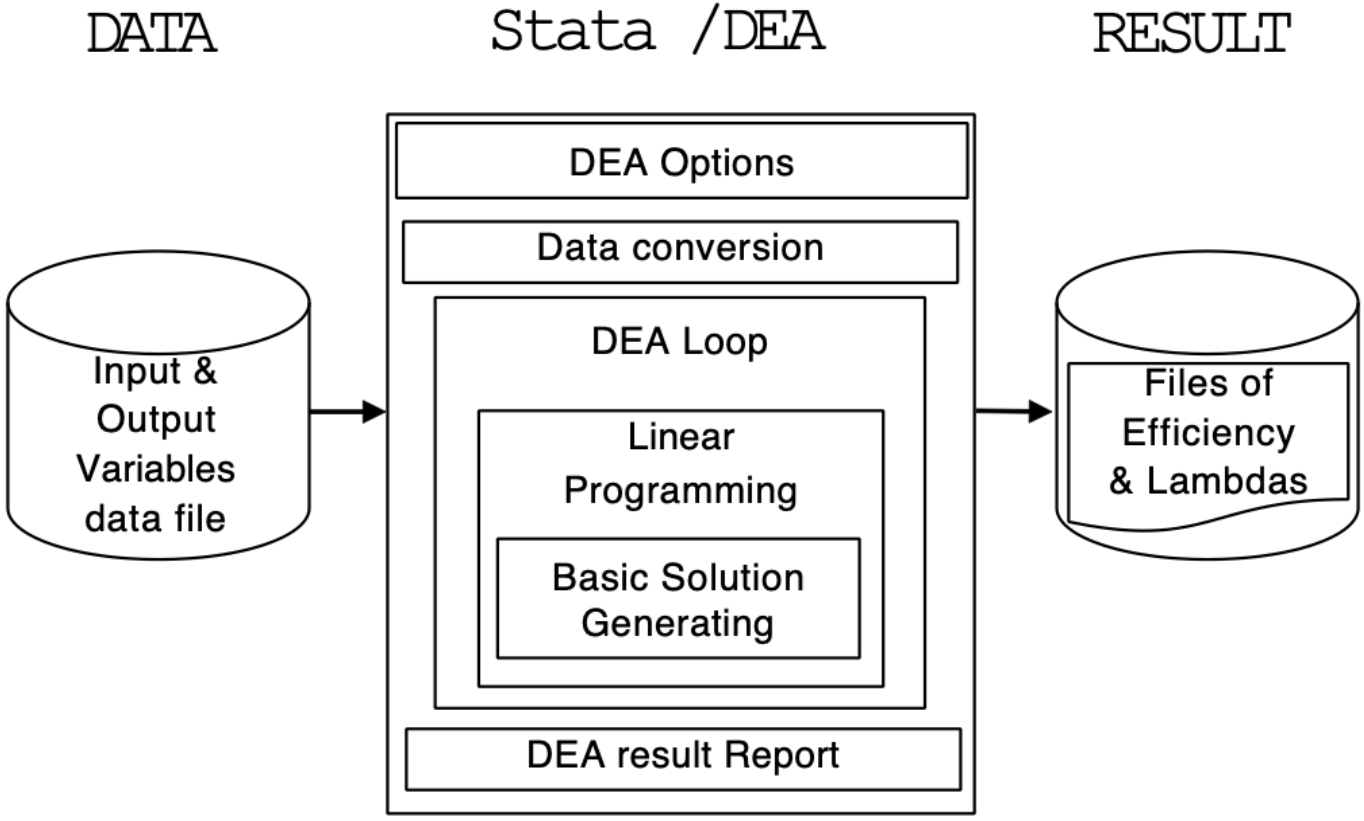 DATA
Stata /DEA
RESULT
DEA Options
Data conversion
DEA Loop
Linear
Programming
Basic Solution
Generating
DEA result Report
Input &
Output
Variables
data file
Files of
Efficiency
& Lambdas